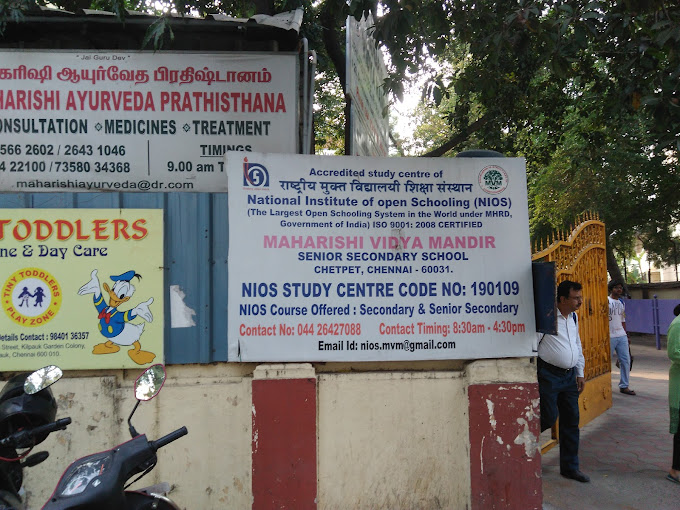 " Jai Guru Dev "
கரிஷி ஆயுர்வேத பிரதிஷ்டானம்
HARISHI AYURVEDA PRATHISTHANA
CONSULTATION ❖ MEDICINES ❖ TREATMENT
566 2602 / 2643 1046 TIMINGS
4 22100 / 73580 34368 9.00 am T
maharishiayurveda@dr.com
TODDLERS
ne & Day Care
TINY TODDLERS
PLAY ZONE
Details Contact : 98401 36357
Street, Kilpauk Garden Colony,
auk, Chennai 600 010
Accredited study centre of
राष्ट्रीय मुक्त विद्यालयी शिक्षा संस्थान
National Institute of open Schooling (NIOS)
(The Largest Open Schooling System in the World under MHRD,
Government of India) ISO 9001: 2008 CERTIFIED
MVM
MAHARISHI VIDYA MANDIR
SENIOR SECONDARY SCHOOL
CHETPET, CHENNAI - 60031.
NIOS STUDY CENTRE CODE NO: 190109
NIOS Course Offered : Secondary & Senior Secondary
Contact No: 044 26427088 Contact Timing: 8:30am - 4:30pm
Email Id: nios.mvm@gmail.com